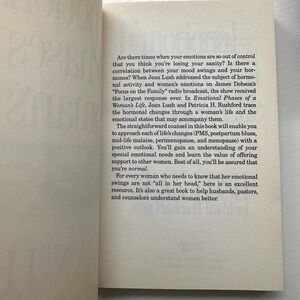 Are there times when your emotions are so out of control
that you think you're losing your sanity? Is there a
correlation between your mood swings and your hor-
mones? When Jean Lush addressed the subject of hormo-
nal activity and women's emotions on James Dobson's
"Focus on the Family" radio broadcast, the show received
the largest response ever. In Emotional Phases of a
Woman's Life, Jean Lush and Patricia H. Rushford trace
the hormonal changes through a woman's life and the
emotional states that may accompany them.
The straightforward counsel in this book will enable you
to approach each of life's changes (PMS, postpartum blues,
mid-life malaise, perimenopause, and menopause) with
a positive outlook. You'll gain an understanding of your
special emotional needs and learn the value of offering
support to other women. Best of all, you'll be assured that
you're normal.
For every woman who needs to know that her emotional
swings are not "all in her head," here is an excellent
resource. It's also a great book to help husbands, pastors,
and counselors understand women better.